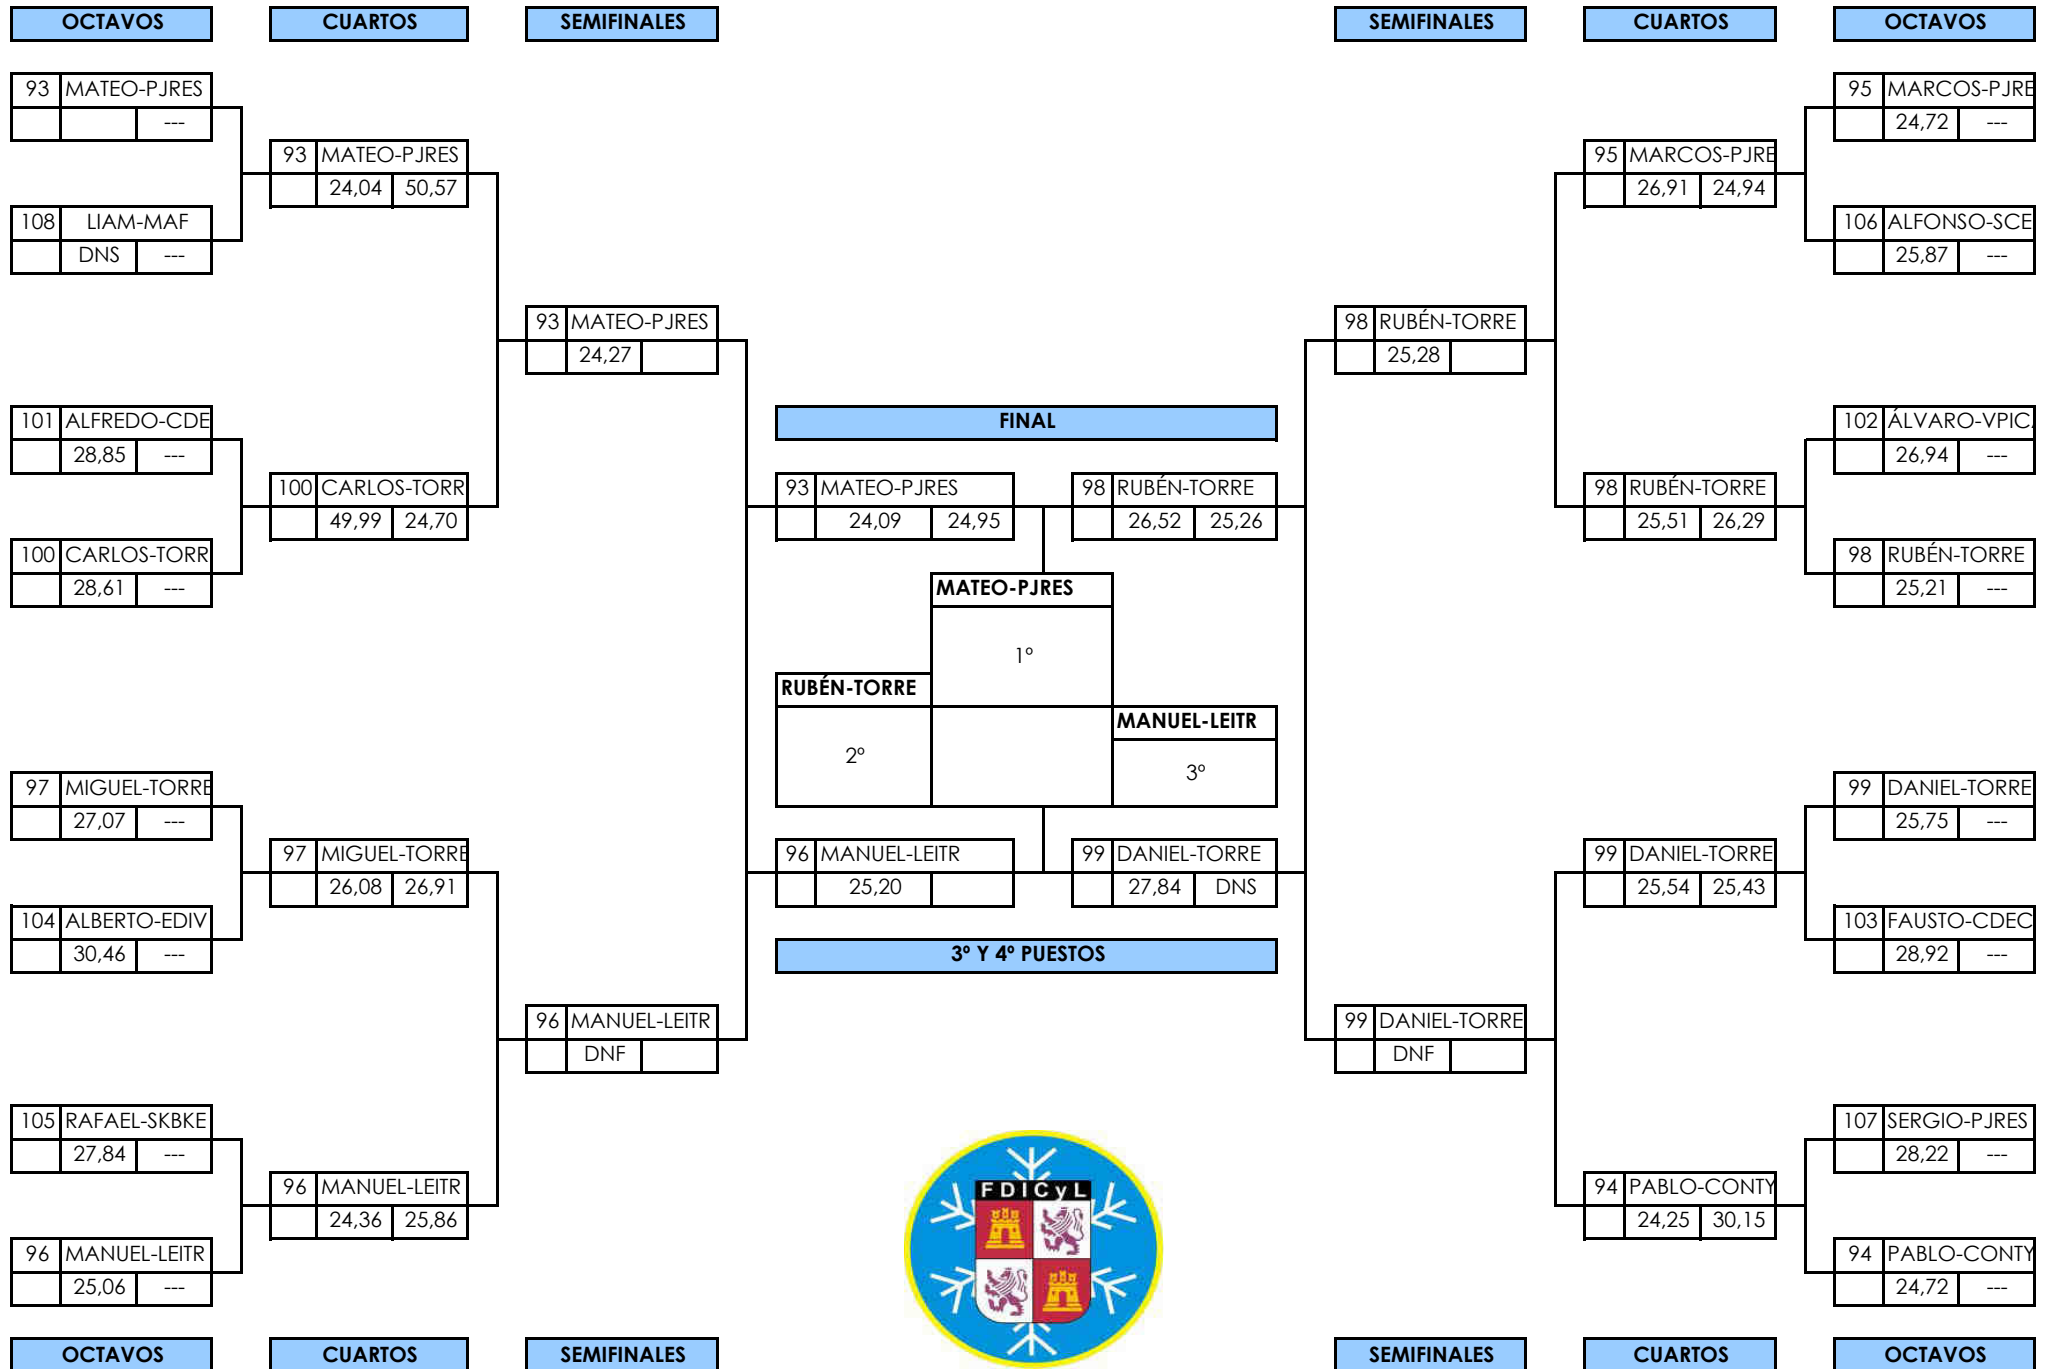 OCTAVOS CUARTOS SEMIFINALES SEMIFINALES CUARTOS OCTAVOS
93 MATEO-PJRES 95 MARCOS-PJRE
--- 24,72 ---
93 MATEO-PJRES 95 MARCOS-PJRE
24,04 50,57 26,91 24,94
108 LIAM-MAF 106 ALFONSO-SCE
DNS --- 25,87 ---
93 MATEO-PJRES 98 RUBÉN-TORRE
24,27 25,28
101 ALFREDO-CDE FINAL 102 ÁLVARO-VPIC
28,85 --- 26,94 ---
100 CARLOS-TORR 93 MATEO-PJRES 98 RUBÉN-TORRE 98 RUBÉN-TORRE
49,99 24,70 24,09 24,95 26,52 25,26 25,51 26,29
100 CARLOS-TORR 98 RUBÉN-TORRE
28,61 --- MATEO-PJRES 25,21 ---
1º
RUBÉN-TORRE
MANUEL-LEITR
2º
3º
97 MIGUEL-TORRE 99 DANIEL-TORRE
27,07 --- 25,75 ---
97 MIGUEL-TORRE 96 MANUEL-LEITR 99 DANIEL-TORRE 99 DANIEL-TORRE
26,08 26,91 25,20 27,84 DNS 25,54 25,43
104 ALBERTO-EDIV 103 FAUSTO-CDEC
30,46 --- 3º Y 4º PUESTOS 28,92 ---
96 MANUEL-LEITR 99 DANIEL-TORRE
DNF DNF
105 RAFAEL-SKBKE 107 SERGIO-PJRES
27,84 --- 28,22 ---
96 MANUEL-LEITR FDICyL 94 PABLO-CONTY
24,36 25,86 24,25 30,15
96 MANUEL-LEITR 94 PABLO-CONTY
25,06 --- 24,72 ---
OCTAVOS CUARTOS SEMIFINALES SEMIFINALES CUARTOS OCTAVOS